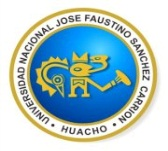 UNIVERSIDAD NACIONAL JOSE FAUSTINO SANCHEZ CARRION
• HUACHO •